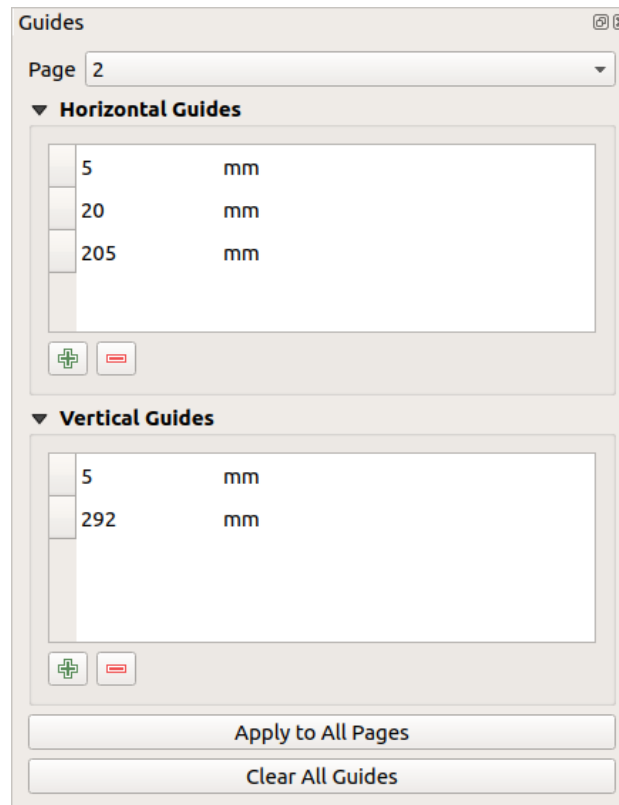 Guides
Page 2
Horizontal Guides
5 mm
20 mm
205 mm
Vertical Guides
5 mm
292 mm
Apply to All Pages
Clear All Guides